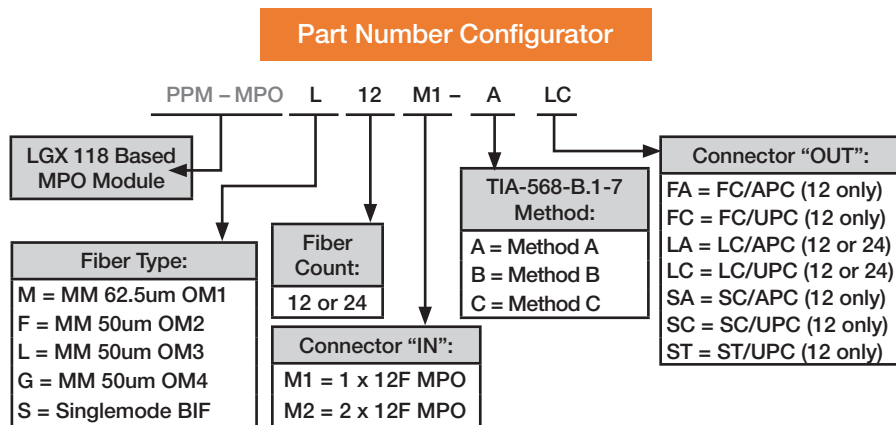 Part Number Configurator
PPM – MPO L 12 M1 – A LC
LGX 118 Based
MPO Module
Fiber Type:
M = MM 62.5um OM1
F = MM 50um OM2
L = MM 50um OM3
G = MM 50um OM4
S = Singlemode BIF
Fiber
Count:
12 or 24
Connector “IN”:
M1 = 1 x 12F MPO
M2 = 2 x 12F MPO
TIA-568-B.1-7
Method:
A = Method A
B = Method B
C = Method C
Connector “OUT”:
FA = FC/APC (12 only)
FC = FC/UPC (12 only)
LA = LC/APC (12 or 24)
LC = LC/UPC (12 or 24)
SA = SC/APC (12 only)
SC = SC/UPC (12 only)
ST = ST/UPC (12 only)